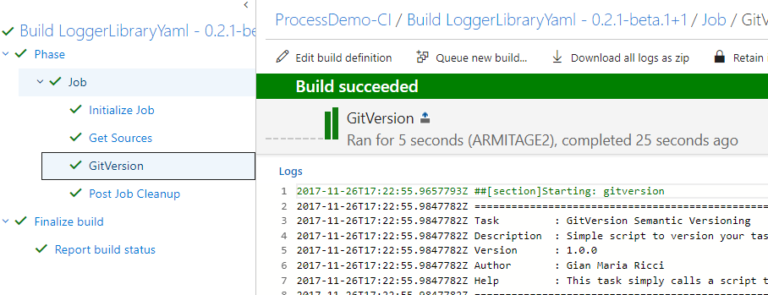 Build LoggerLibraryYaml - 0.2.1-be
Phase
Job
Initialize Job
Get Sources
GitVersion
Post Job Cleanup
Finalize build
Report build status
ProcessDemo-CI / Build LoggerLibraryYaml - 0.2.1-beta.1+1 / Job / GitV
Edit build definition Queue new build... Download all logs as zip Retain
Build succeeded
GitVersion
Ran for 5 seconds (ARMITAGE2), completed 25 seconds ago
Logs
1 2017-11-26T17:22:55.9657793Z ##[section]Starting: gitversion
2 2017-11-26T17:22:55.9847782Z ==============================================
3 2017-11-26T17:22:55.9847782Z Task : GitVersion Semantic Versioning
4 2017-11-26T17:22:55.9847782Z Description : Simple script to version your tas
5 2017-11-26T17:22:55.9847782Z Version : 1.0.0
6 2017-11-26T17:22:55.9847782Z Author : Gian Maria Ricci
7 2017-11-26T17:22:55.9847782Z Help : This task simply calls a script t